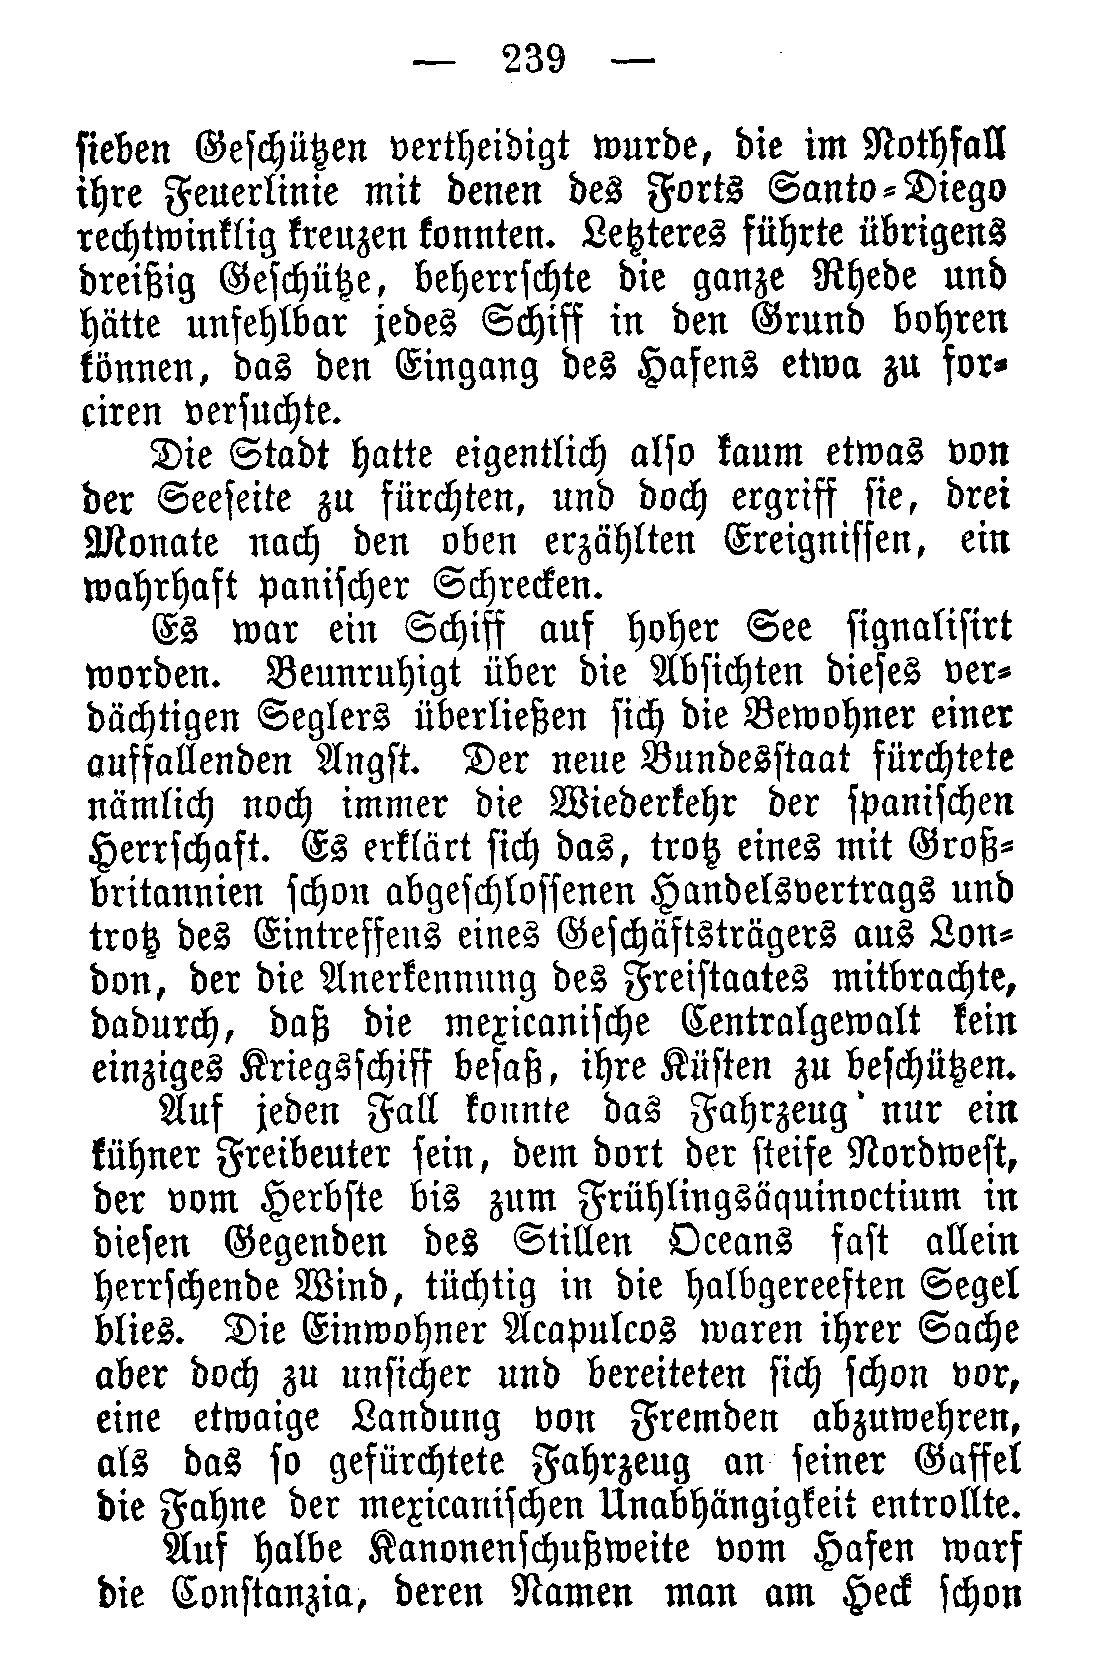 — 239 —
sieben Geschützen vertheidigt wurde, die im Nothfall
ihre Feuerlinie mit denen des Forts Santo-Diego
rechtwinklig kreuzen konnten. Letzteres führte übrigens
dreißig Geschütze, beherrschte die ganze Rhede und
hätte unfehlbar jedes Schiff in den Grund bohren
können, das den Eingang des Hafens etwa zu for-
ciren versuchte.
Die Stadt hatte eigentlich also kaum etwas von
der Seeseite zu fürchten, und doch ergriff sie, drei
Monate nach den oben erzählten Ereignissen, ein
wahrhaft panischer Schrecken.
Es war ein Schiff auf hoher See signalisirt
worden. Beunruhigt über die Absichten dieses ver-
dächtigen Seglers überließen sich die Bewohner einer
auffallenden Angst. Der neue Bundesstaat fürchtete
nämlich noch immer die Wiederkehr der spanischen
Herrschaft. Es erklärt sich das, trotz eines mit Groß-
britannien schon abgeschlossenen Handelsvertrags und
trotz des Eintreffens eines Geschäftsträgers aus Lon-
don, der die Anerkennung des Freistaates mitbrachte,
dadurch, daß die mexicanische Centralgewalt kein
einziges Kriegsschiff besaß, ihre Küsten zu beschützen.
Auf jeden Fall konnte das Fahrzeug nur ein
kühner Freibeuter sein, dem dort der steife Nordwest,
der vom Herbste bis zum Frühlingsäquinoctium in
diesen Gegenden des Stillen Oceans fast allein
herrschende Wind, tüchtig in die halbgereeften Segel
blies. Die Einwohner Acapulcos waren ihrer Sache
aber doch zu unsicher und bereiteten sich schon vor,
eine etwaige Landung von Fremden abzuwehren,
als das so gefürchtete Fahrzeug an seiner Gaffel
die Fahne der mexicanischen Unabhängigkeit entrollte.
Auf halbe Kanonenschußweite vom Hafen warf
die Constanzia, deren Namen man am Heck schon